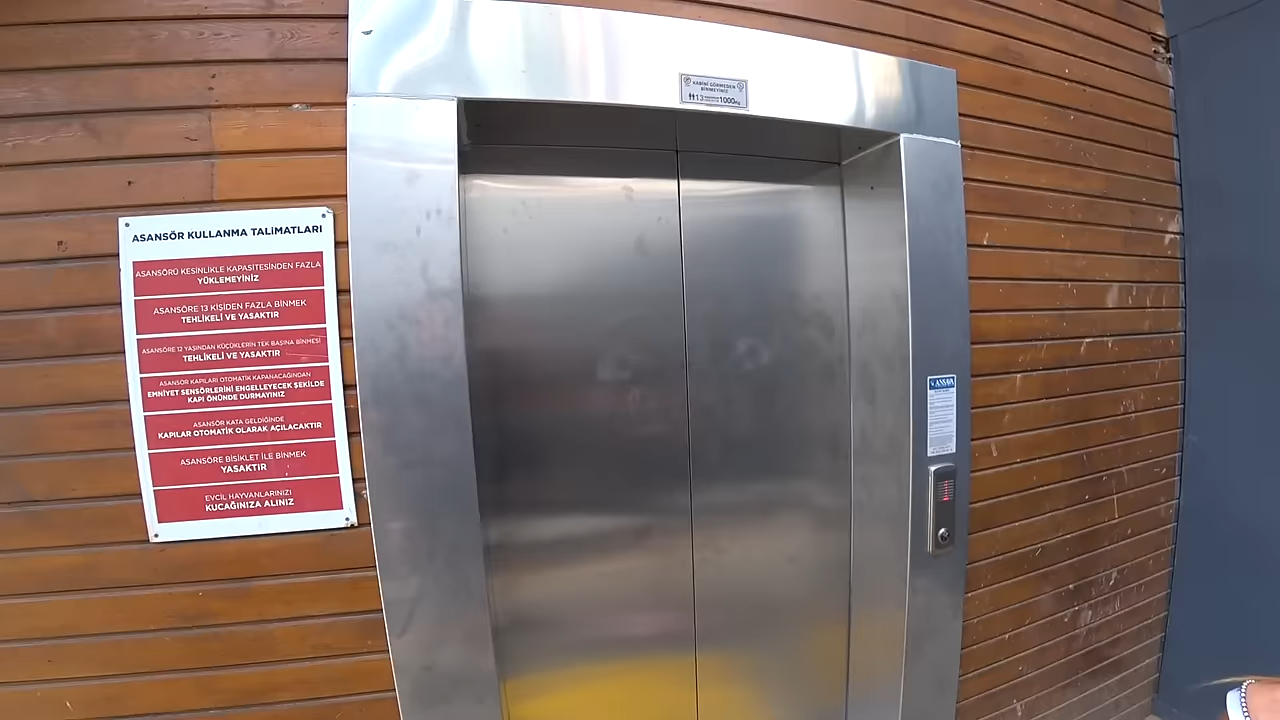 KABİNİ GÖRMEDEN
BİNMEYİNİZ
13
1000kg
ASANSÖR KULLANMA TALİMATLARI
ASANSÖRÜ KESİNLİKLE KAPASİTESİNDEN FAZLA
YÜKLEMEYİNİZ
ASANSÖRE 13 KİŞİDEN FAZLA BİNMEK
TEHLİKELİ VE YASAKTIR
ASANSÖRE 12 YAŞINDAN KÜÇÜKLERİN TEK BAŞINA BİNMESİ
TEHLİKELİ VE YASAKTIR
ASANSÖR KAPILARI OTOMATİK KAPANACAĞINDAN
EMNİYET SENSÖRLERİNİ ENGELLEYECEK ŞEKİLDE
KAPI ÖNÜNDE DURMAYINIZ
ASANSÖR KATA GELDİĞİNDE
KAPILAR OTOMATİK OLARAK AÇILACAKTIR
ASANSÖRE BİSİKLET İLE BİNMEK
YASAKTIR
EVCİL HAYVANLARINIZI
KUCAĞINIZA ALINIZ